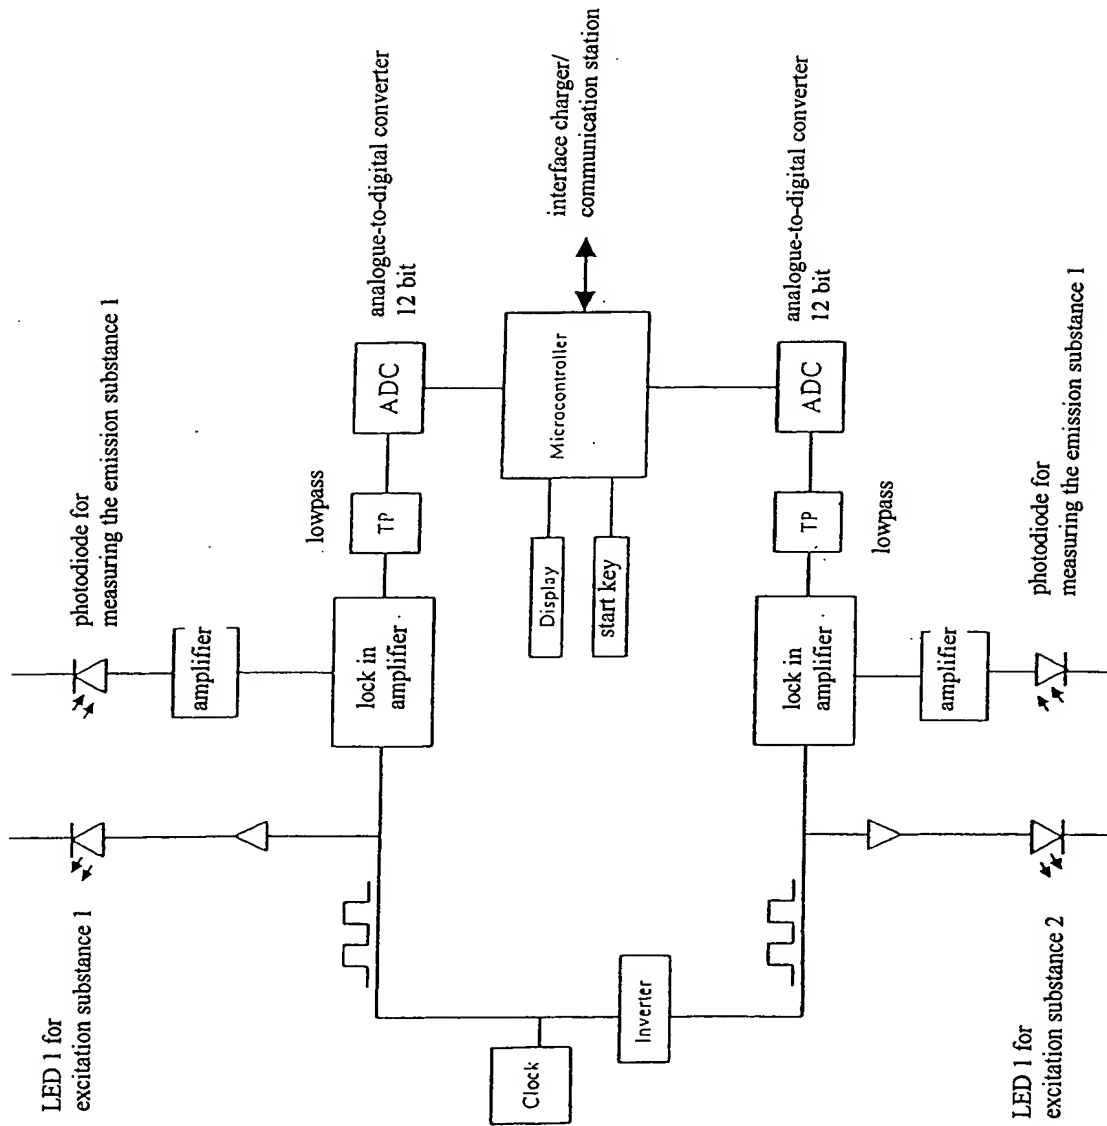 LED 1 for
excitation substance 1
photodiode for
measuring the emission substance 1
amplifier
lowpass
analogue-to-digital converter
12 bit
lock in
amplifier
TP
ADC
Clock
Inverter
Display
start key
Microcontroller
interface charger/
communication station
lock in
amplifier
TP
ADC
analogue-to-digital converter
12 bit
lowpass
amplifier
LED 1 for
excitation substance 2
photodiode for
measuring the emission substance 1